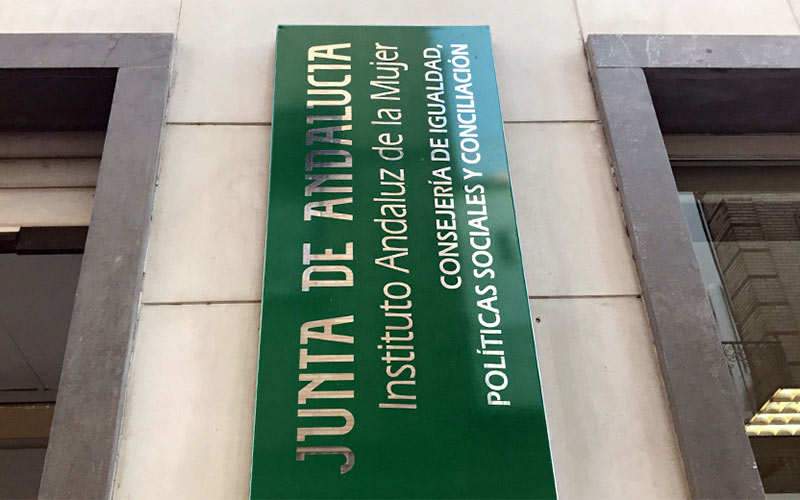 JUNTA DE ANDALUCIA
Instituto Andaluz de la Mujer
CONSEJERÍA DE IGUALDAD,
POLÍTICAS SOCIALES Y CONCILIACIÓN